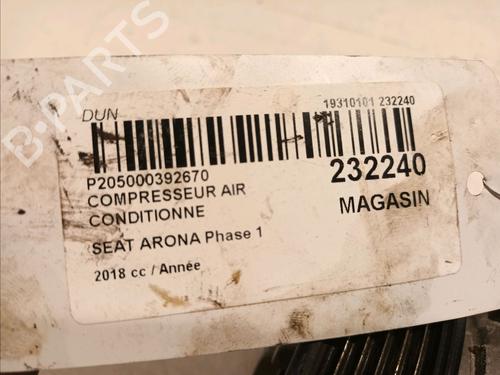 DUN
19310101 232240
P205000392670
232240
COMPRESSEUR AIR
CONDITIONNE
MAGASIN
SEAT ARONA Phase 1
2018 cc / Année
B-PARTS